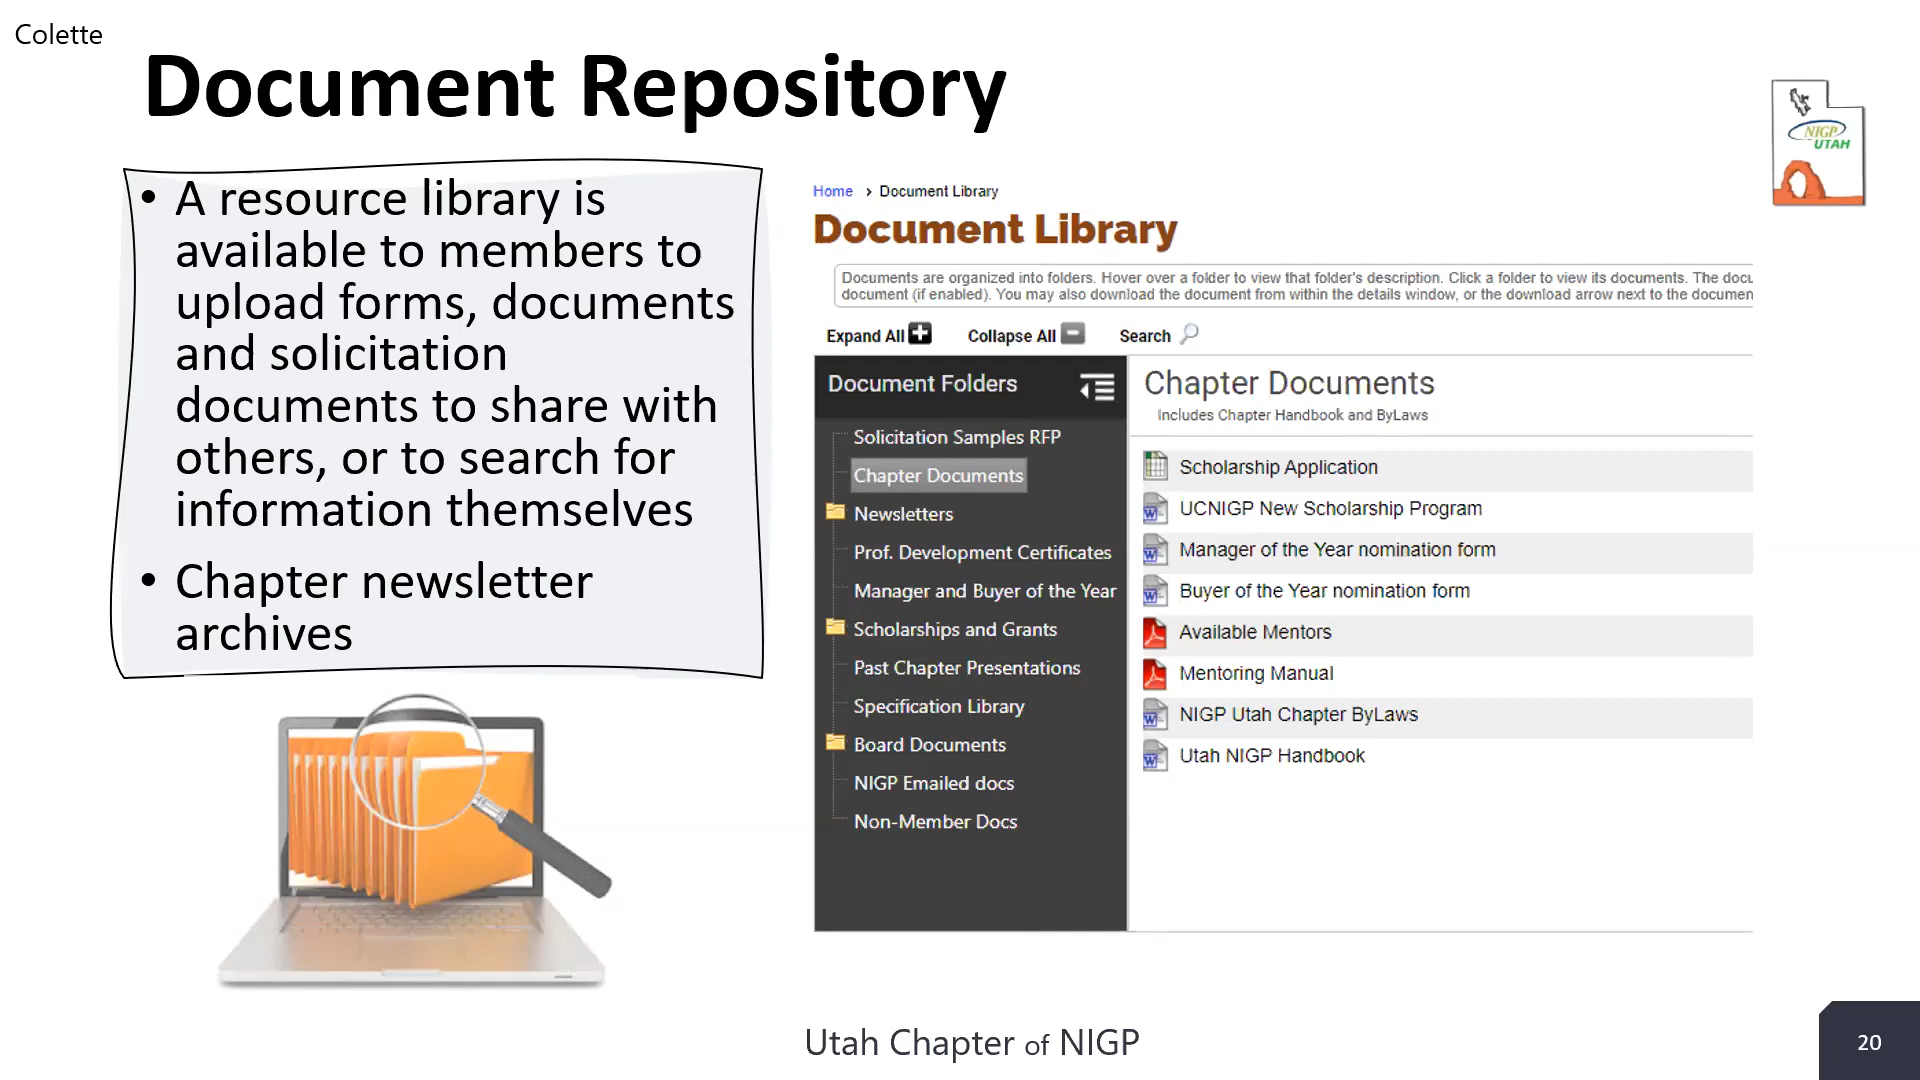 Colette
Document Repository
• A resource library is
available to members to
upload forms, documents
and solicitation
documents to share with
others, or to search for
information themselves
• Chapter newsletter
archives
NIGP
UTAH
Home › Document Library
Document Library
Documents are organized into folders. Hover over a folder to view that folder's description. Click a folder to view its documents. The docu
document (if enabled). You may also download the document from within the details window, or the download arrow next to the documen
Expand All Collapse All Search
Document Folders
Solicitation Samples RFP
Chapter Documents
Newsletters
Prof. Development Certificates
Manager and Buyer of the Year
Scholarships and Grants
Past Chapter Presentations
Specification Library
Board Documents
NIGP Emailed docs
Non-Member Docs
Chapter Documents
Includes Chapter Handbook and ByLaws
Scholarship Application
UCNIGP New Scholarship Program
Manager of the Year nomination form
Buyer of the Year nomination form
Available Mentors
Mentoring Manual
NIGP Utah Chapter ByLaws
Utah NIGP Handbook
Utah Chapter of NIGP
20